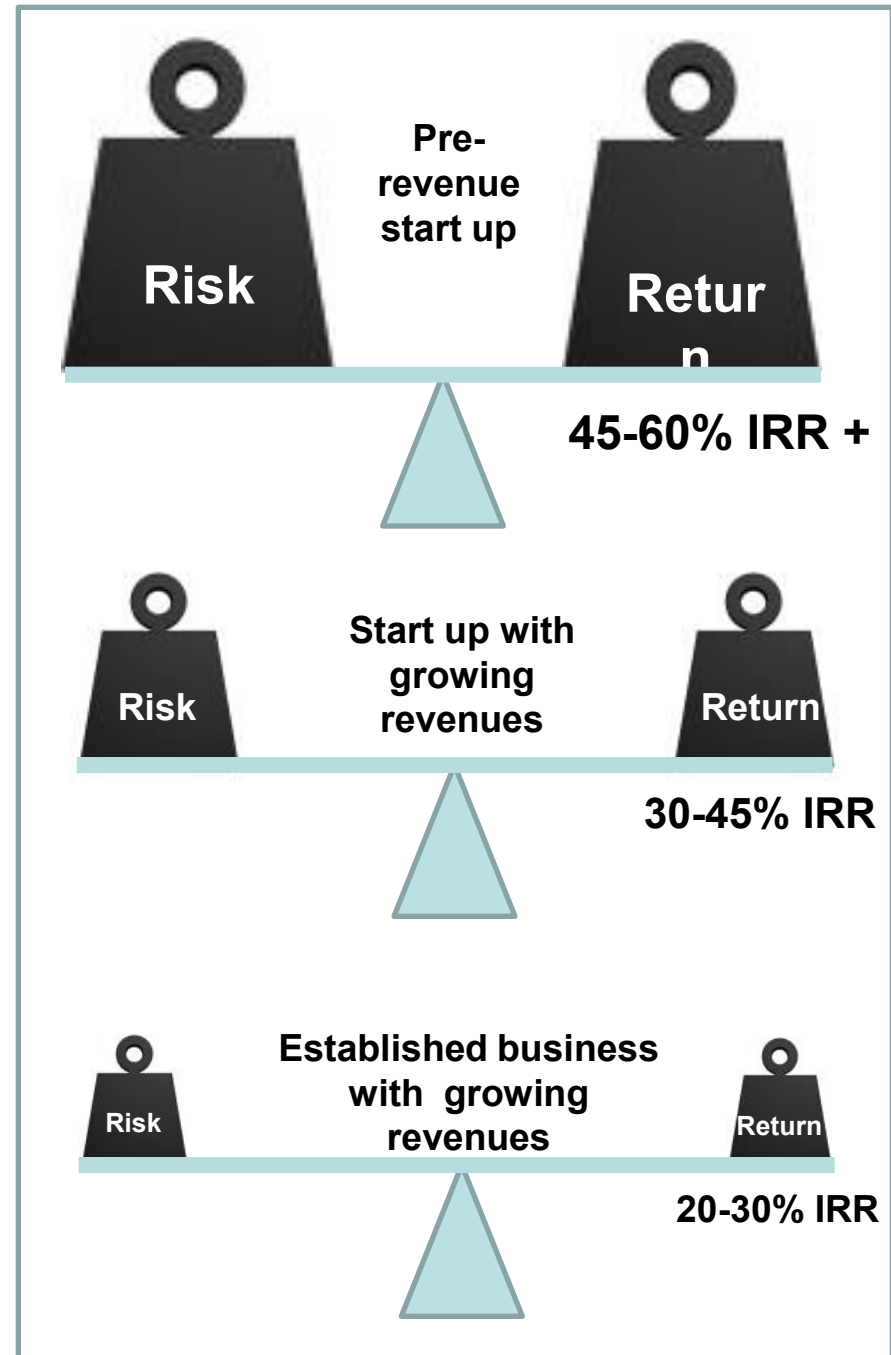 Pre-
revenue
start up
Risk
Retur
n
45-60% IRR +
Start up with
growing
revenues
Risk
Return
30-45% IRR
Established business
with growing
revenues
Risk
Return
20-30% IRR